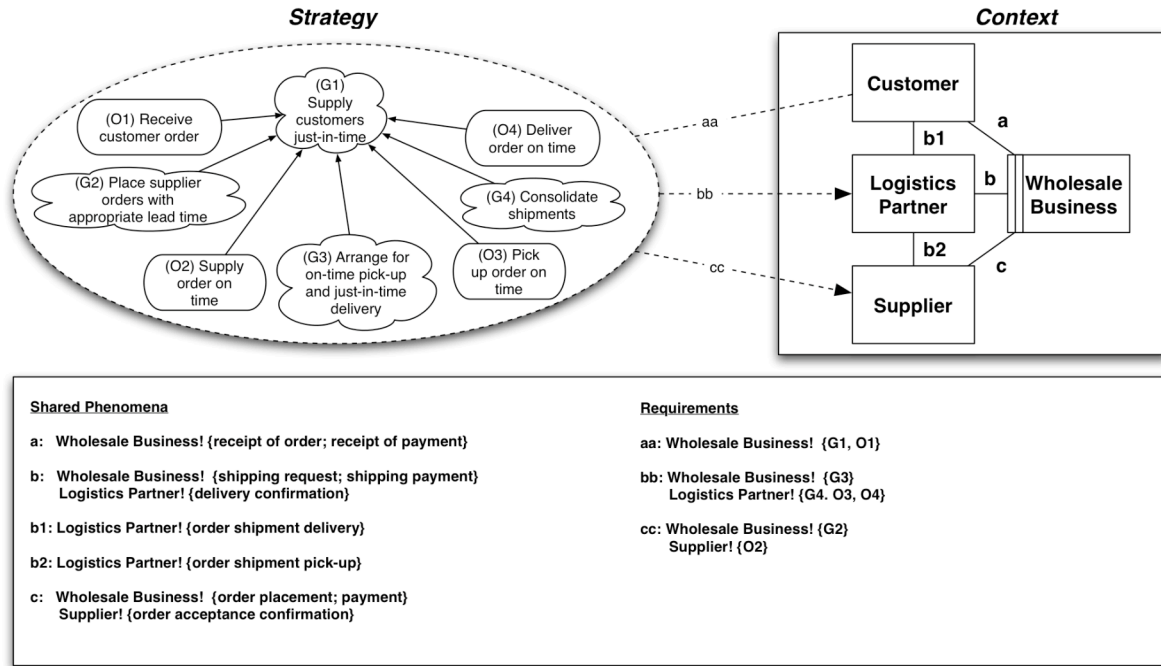 Strategy
Context
(G1)
Supply
customers
just-in-time
(O1) Receive
customer order
(O4) Deliver
order on time
(G2) Place supplier
orders with
appropriate lead time
(G4) Consolidate
shipments
(O2) Supply
order on
time
(G3) Arrange for
on-time pick-up
and just-in-time
delivery
(O3) Pick
up order on
time
aa
bb
cc
Customer
a
b1
Logistics
Partner
b
Wholesale
Business
b2
c
Supplier
Shared Phenomena
a: Wholesale Business! {receipt of order; receipt of payment}
b: Wholesale Business! {shipping request; shipping payment}
Logistics Partner! {delivery confirmation}
b1: Logistics Partner! {order shipment delivery}
b2: Logistics Partner! {order shipment pick-up}
c: Wholesale Business! {order placement; payment}
Supplier! {order acceptance confirmation}
Requirements
aa: Wholesale Business! {G1, O1}
bb: Wholesale Business! {G3}
Logistics Partner! {G4. O3, O4}
cc: Wholesale Business! {G2}
Supplier! {O2}